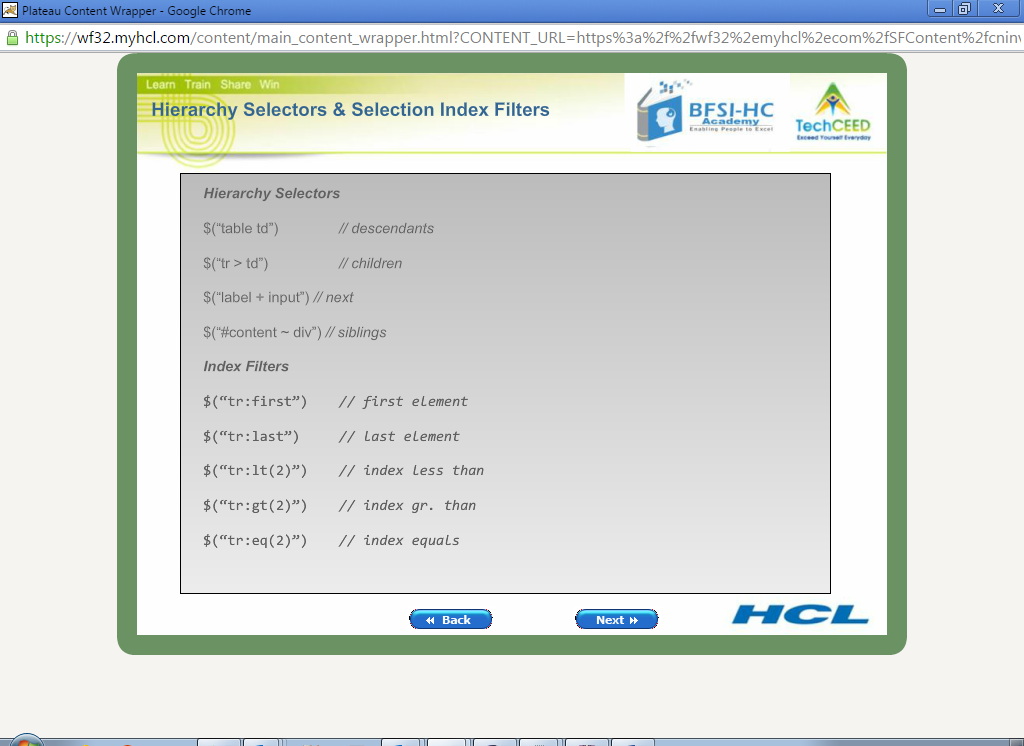 Plateau Content Wrapper - Google Chrome
https://wf32.myhcl.com/content/main_content_wrapper.html?CONTENT_URL=https%3a%2f%2fwf32%2emyhcl%2ecom%2fSFContent%2fcninv
Learn Train Share Win
Hierarchy Selectors & Selection Index Filters
BFSI-HC
Academy
Enabling People to Excel
TechCEED
Exceed Yourself Everyday
Hierarchy Selectors
$(“table td”) // descendants
$(“tr > td”) // children
$(“label + input”) // next
$(“#content ~ div”) // siblings
Index Filters
$(“tr:first”) // first element
$(“tr:last”) // last element
$(“tr:lt(2)”) // index less than
$(“tr:gt(2)”) // index gr. than
$(“tr:eq(2)”) // index equals
Back
Next
HCL